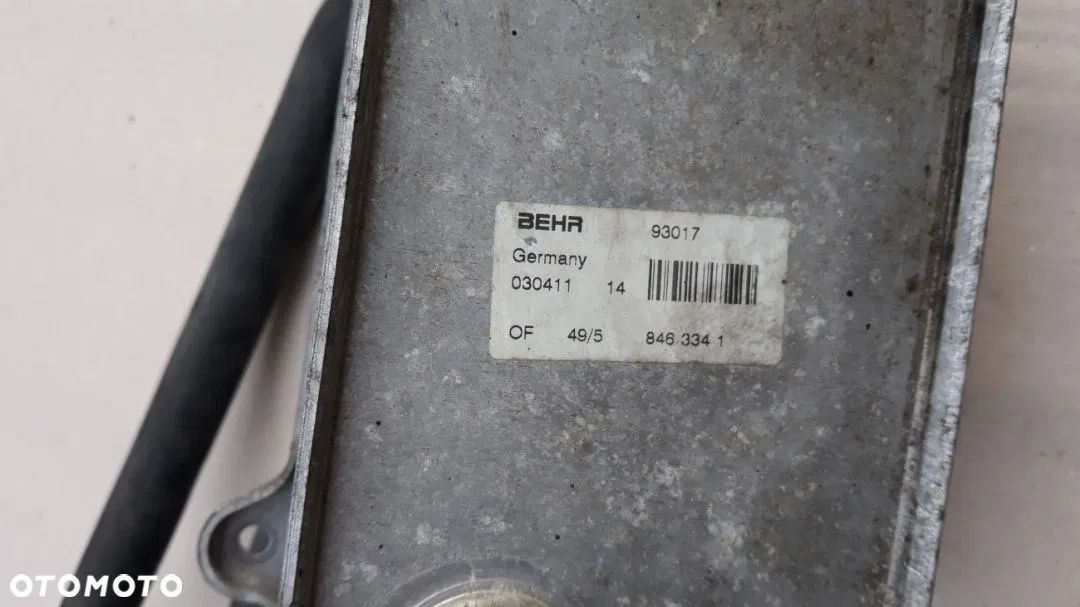 BEHR 93017
Germany
030411 14
OF 49/5 846 334 1
OTOMOTO